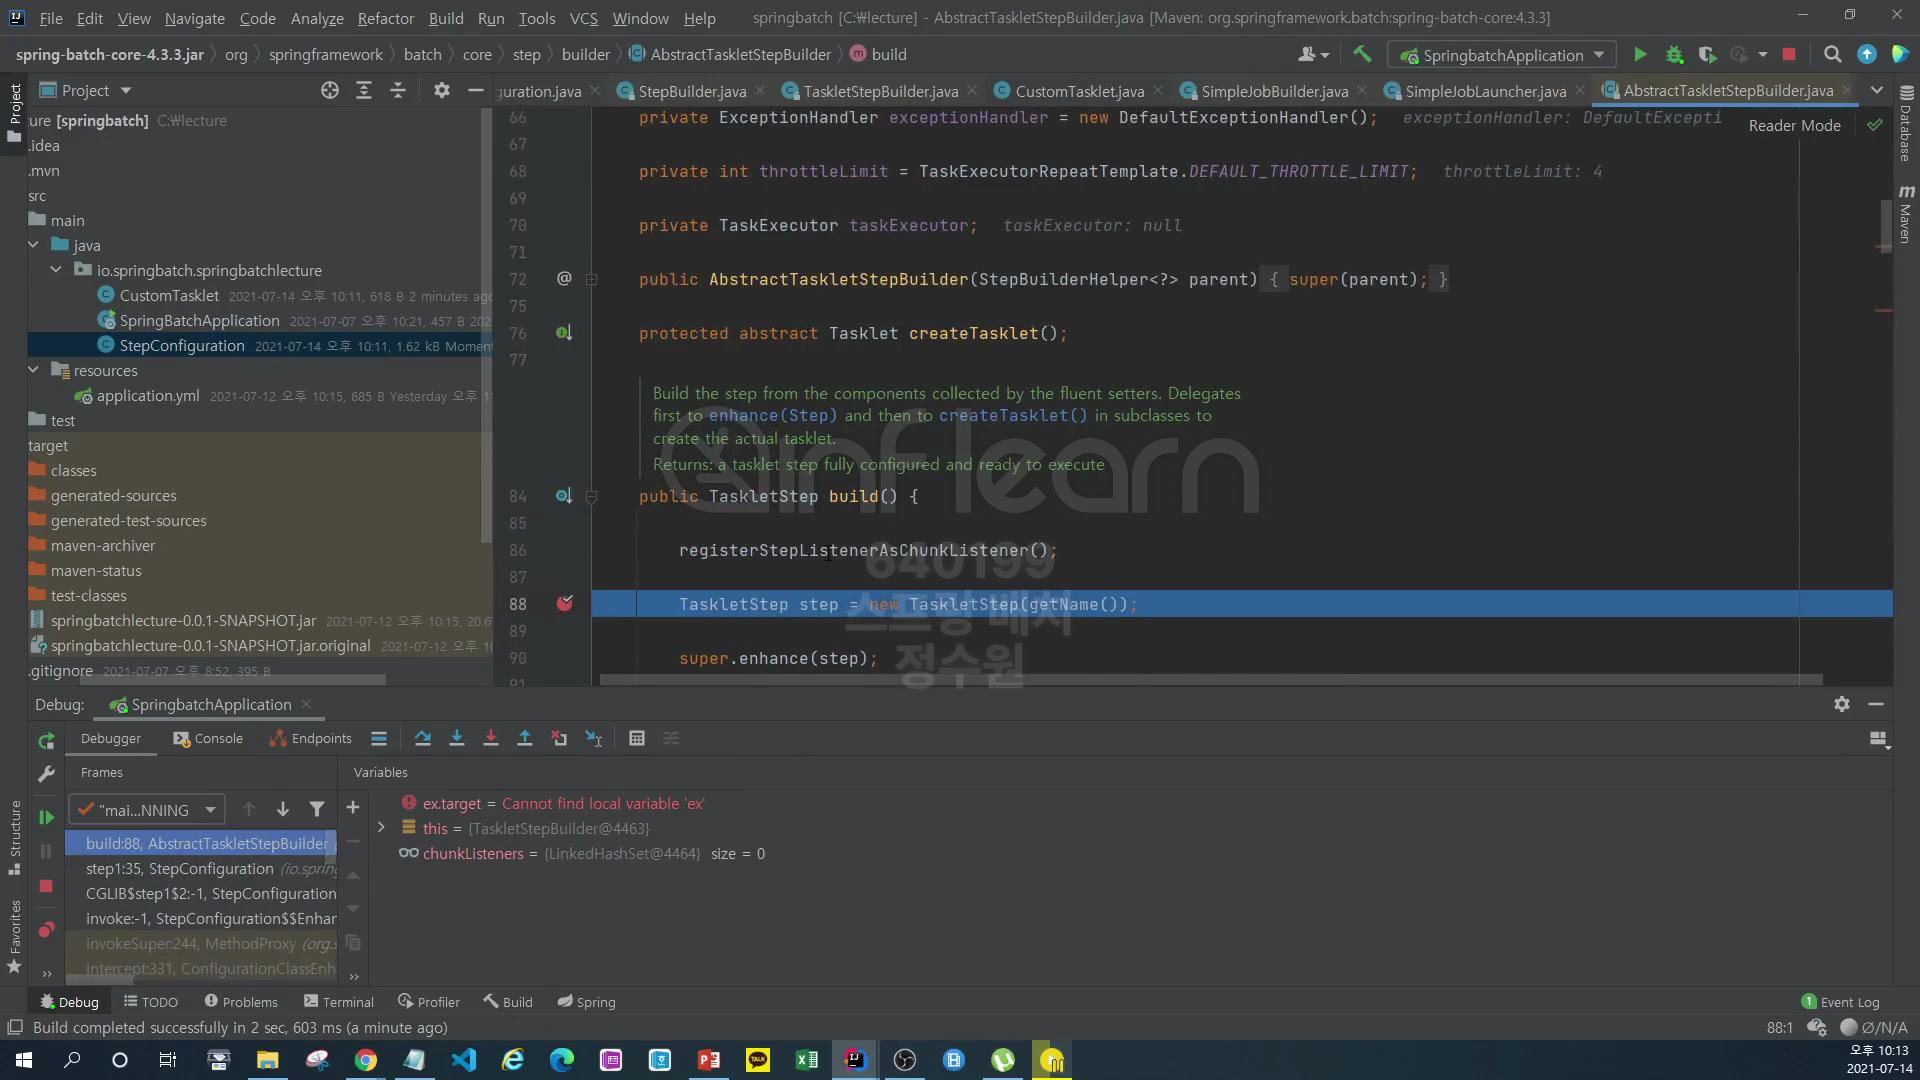 File Edit View Navigate Code Analyze Refactor Build Run Tools VCS Window Help springbatch [C:₩lecture] - AbstractTaskletStepBuilder.java [Maven: org.springframework.batch:spring-batch-core:4.3.3]
spring-batch-core-4.3.3.jar org springframework batch core step builder AbstractTaskletStepBuilder build SpringbatchApplication
Project uration.java StepBuilder.java TaskletStepBuilder.java CustomTasklet.java SimpleJobBuilder.java SimpleJobLauncher.java AbstractTaskletStepBuilder.java
Project
Database
Maven
Structure
Favorites
ure [springbatch] C:₩lecture
.idea
.mvn
src
main
java
io.springbatch.springbatchlecture
CustomTasklet 2021-07-14 오후 10:11, 618 B 2 minutes ago
SpringBatchApplication 2021-07-07 오후 10:21, 457 B 202
StepConfiguration 2021-07-14 오후 10:11, 1.62 kB Moment
resources
application.yml 2021-07-12 오후 10:15, 685 B Yesterday 오후 1
test
target
classes
generated-sources
generated-test-sources
maven-archiver
maven-status
test-classes
springbatchlecture-0.0.1-SNAPSHOT.jar 2021-07-12 오후 10:15, 20.6
springbatchlecture-0.0.1-SNAPSHOT.jar.original 2021-07-12 오후 1
.gitignore 2021-07-07 오후 8:52, 395 B
Reader Mode
66 private ExceptionHandler exceptionHandler = new DefaultExceptionHandler(); exceptionHandler: DefaultExcepti
67
68 private int throttleLimit = TaskExecutorRepeatTemplate.DEFAULT_THROTTLE_LIMIT; throttleLimit: 4
69
70 private TaskExecutor taskExecutor; taskExecutor: null
71
72 @ public AbstractTaskletStepBuilder(StepBuilderHelper<?> parent) { super(parent); }
75
76 protected abstract Tasklet createTasklet();
77
Build the step from the components collected by the fluent setters. Delegates
first to enhance(Step) and then to createTasklet() in subclasses to
create the actual tasklet.
Returns: a tasklet step fully configured and ready to execute
84 public TaskletStep build() {
85
86 registerStepListenerAsChunkListener();
87
88 TaskletStep step = new TaskletStep(getName());
89
90 super.enhance(step);
91
inflearn
640199
스프링 배치
정수원
Debug: SpringbatchApplication
Debugger Console Endpoints
Frames Variables
"mai...NNING
build:88, AbstractTaskletStepBuilder
step1:35, StepConfiguration (io.spring
CGLIB$step1$2:-1, StepConfiguration
invoke:-1, StepConfiguration$$Enhan
invokeSuper:244, MethodProxy (org.s
intercept:331, ConfigurationClassEnh
ex.target = Cannot find local variable 'ex'
this = {TaskletStepBuilder@4463}
chunkListeners = {LinkedHashSet@4464} size = 0
Debug TODO Problems Terminal Profiler Build Spring 1 Event Log
Build completed successfully in 2 sec, 603 ms (a minute ago) 88:1 Ø/N/A
오후 10:13
2021-07-14